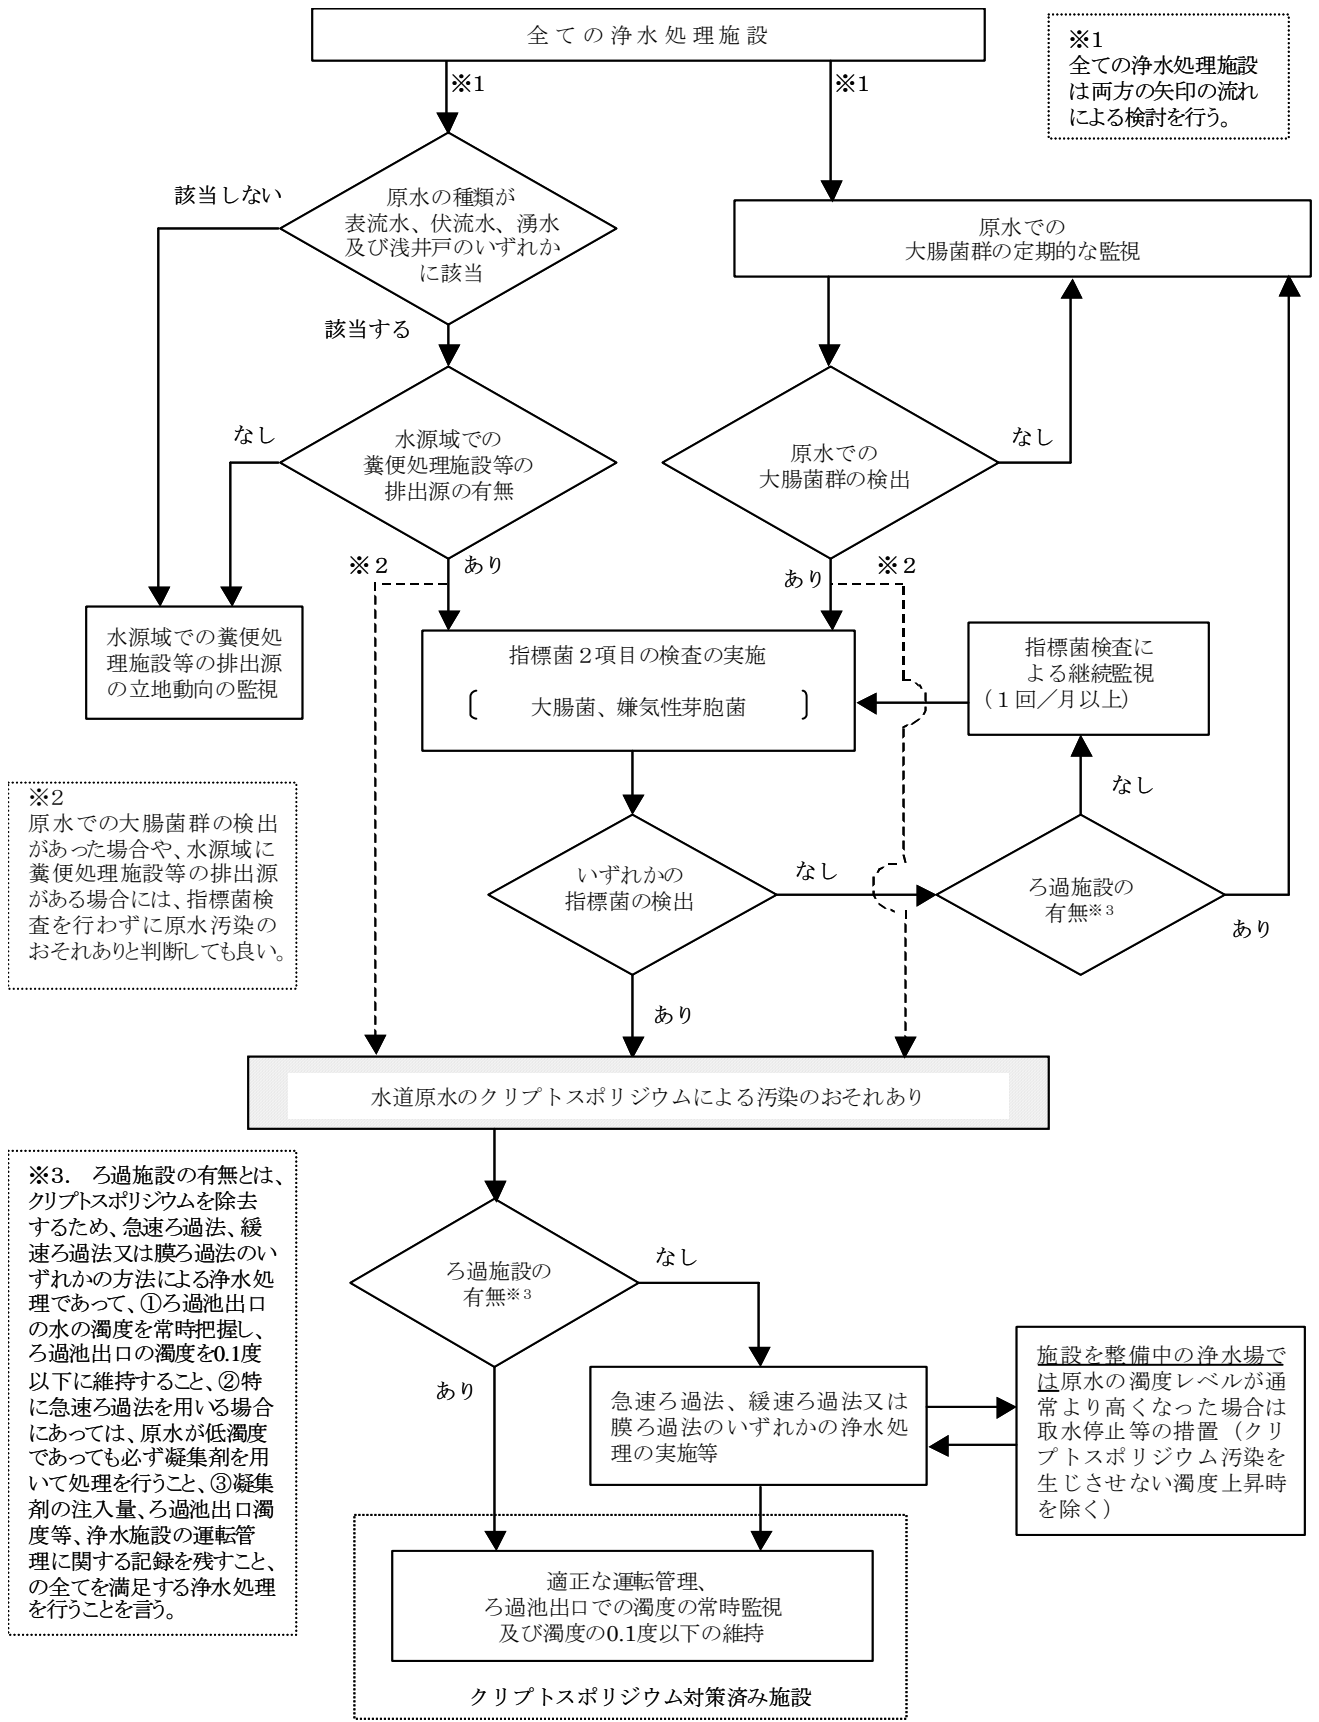 全ての浄水処理施設
※1
全ての浄水処理施設
は両方の矢印の流れ
による検討を行う。
※1
※1
該当しない
原水の種類が
表流水、伏流水、湧水
及び浅井戸のいずれか
に該当
原水での
大腸菌群の定期的な監視
該当する
なし
水源域での
糞便処理施設等の
排出源の有無
原水での
大腸菌群の検出
なし
※2
あり
あり
※2
水源域での糞便処
理施設等の排出源
の立地動向の監視
指標菌2項目の検査の実施
〔 大腸菌、嫌気性芽胞菌 〕
指標菌検査に
よる継続監視
(1回/月以上)
なし
※2
原水での大腸菌群の検出
があった場合や、水源域に
糞便処理施設等の排出源
がある場合には、指標菌検
査を行わずに原水汚染の
おそれありと判断しても良い。
いずれかの
指標菌の検出
なし
ろ過施設の
有無※3
あり
あり
水道原水のクリプトスポリジウムによる汚染のおそれあり
※3. ろ過施設の有無とは、
クリプトスポリジウムを除去
するため、急速ろ過法、緩
速ろ過法又は膜ろ過法のい
ずれかの方法による浄水処
理であって、①ろ過池出口
の水の濁度を常時把握し、
ろ過池出口の濁度を0.1度
以下に維持すること、②特
に急速ろ過法を用いる場合
にあっては、原水が低濁度
であっても必ず凝集剤を用
いて処理を行うこと、③凝集
剤の注入量、ろ過池出口濁
度等、浄水施設の運転管
理に関する記録を残すこと、
の全てを満足する浄水処理
を行うことを言う。
ろ過施設の
有無※3
なし
あり
急速ろ過法、緩速ろ過法又は
膜ろ過法のいずれかの浄水処
理の実施等
施設を整備中の浄水場で
は原水の濁度レベルが通
常より高くなった場合は
取水停止等の措置(クリ
プトスポリジウム汚染を
生じさせない濁度上昇時
を除く)
適正な運転管理、
ろ過池出口での濁度の常時監視
及び濁度の0.1度以下の維持
クリプトスポリジウム対策済み施設